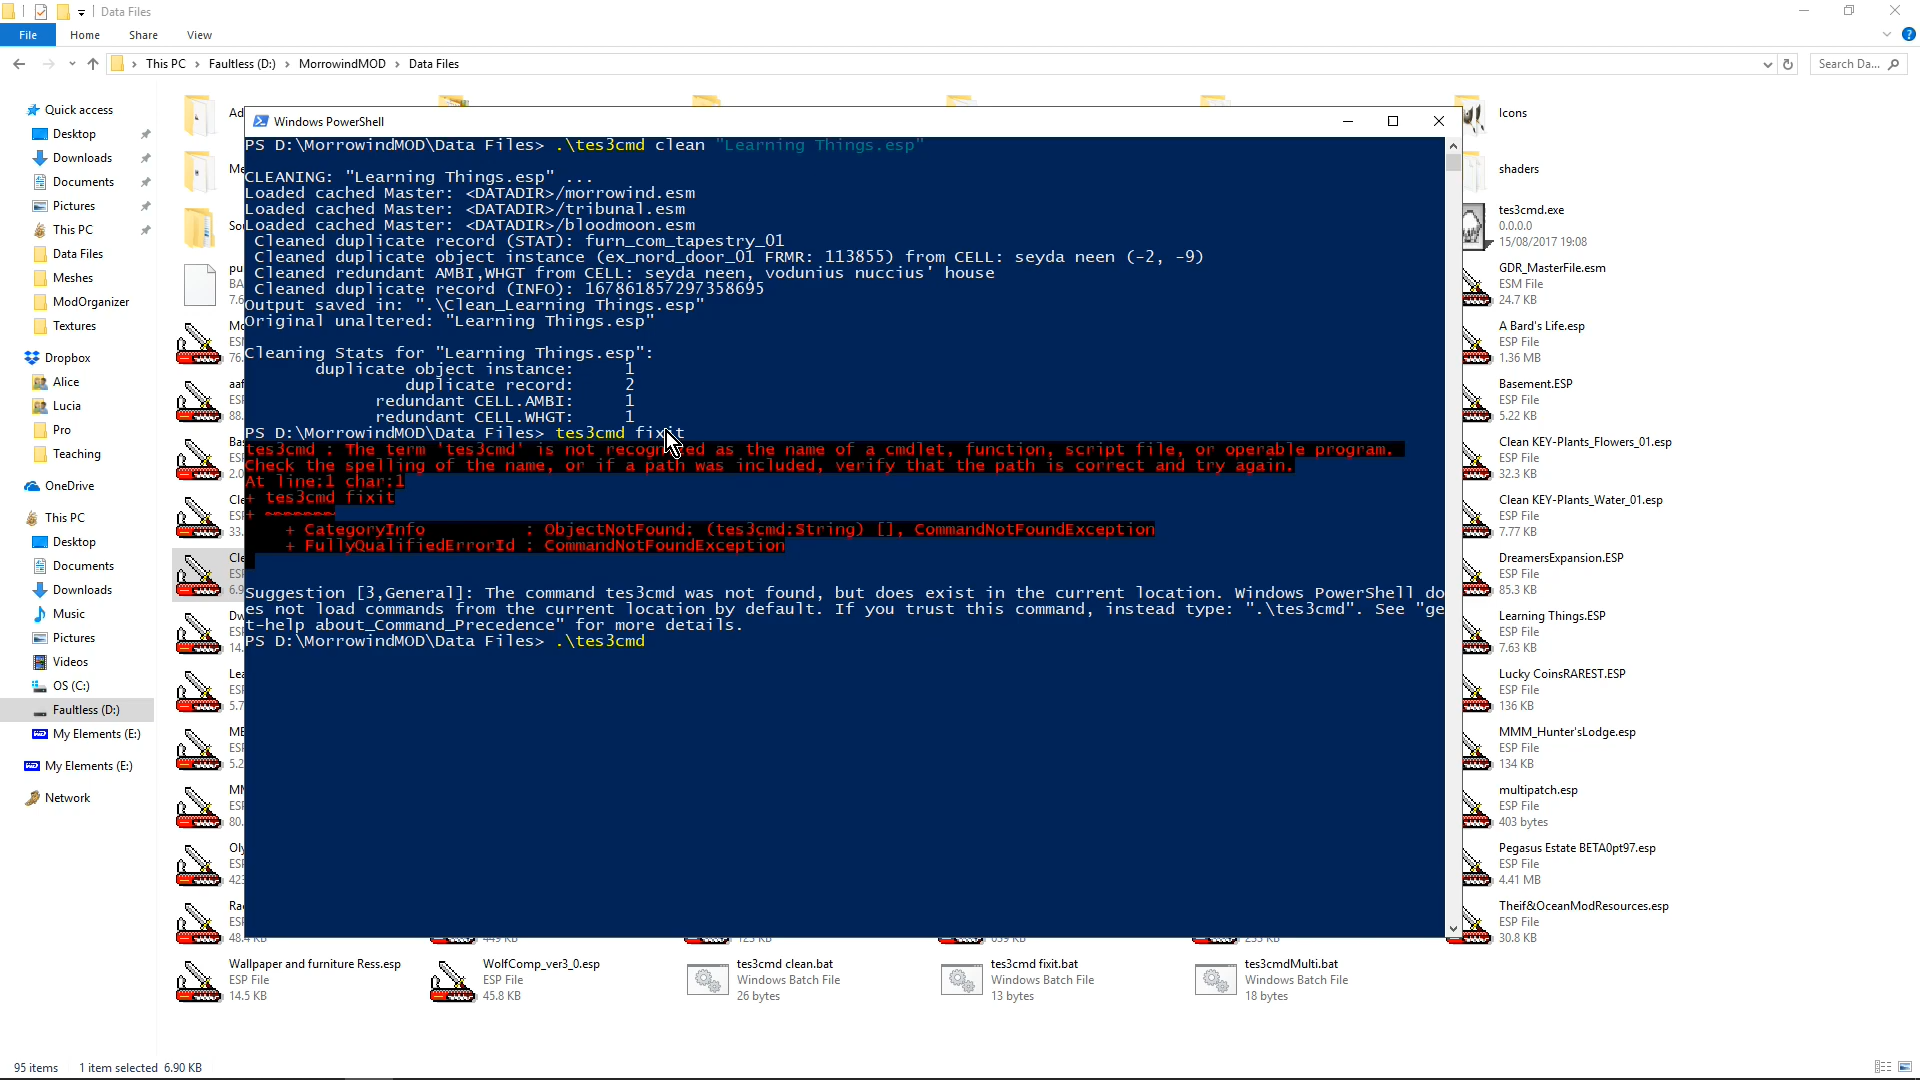 Data Files
File Home Share View
This PC › Faultless (D:) › MorrowindMOD › Data Files
Search Da...
Quick access
Desktop
Downloads
Documents
Pictures
This PC
Data Files
Meshes
ModOrganizer
Textures
Dropbox
Alice
Lucia
Pro
Teaching
OneDrive
This PC
Desktop
Documents
Downloads
Music
Pictures
Videos
OS (C:)
Faultless (D:)
My Elements (E:)
My Elements (E:)
Network
Windows PowerShell
PS D:\MorrowindMOD\Data Files> .\tes3cmd clean "Learning Things.esp"
CLEANING: "Learning Things.esp" ...
Loaded cached Master: <DATADIR>/morrowind.esm
Loaded cached Master: <DATADIR>/tribunal.esm
Loaded cached Master: <DATADIR>/bloodmoon.esm
Cleaned duplicate record (STAT): furn_com_tapestry_01
Cleaned duplicate object instance (ex_nord_door_01 FRMR: 113855) from CELL: seyda neen (-2, -9)
Cleaned redundant AMBI,WHGT from CELL: seyda neen, vodunius nuccius' house
Cleaned duplicate record (INFO): 167861857297358695
Output saved in: ".\Clean_Learning Things.esp"
Original unaltered: "Learning Things.esp"
Cleaning Stats for "Learning Things.esp":
duplicate object instance: 1
duplicate record: 2
redundant CELL.AMBI: 1
redundant CELL.WHGT: 1
PS D:\MorrowindMOD\Data Files> tes3cmd fixit
tes3cmd : The term 'tes3cmd' is not recognized as the name of a cmdlet, function, script file, or operable program.
Check the spelling of the name, or if a path was included, verify that the path is correct and try again.
At line:1 char:1
+ tes3cmd fixit
+ ~~~~~~~
+ CategoryInfo : ObjectNotFound: (tes3cmd:String) [], CommandNotFoundException
+ FullyQualifiedErrorId : CommandNotFoundException
Suggestion [3,General]: The command tes3cmd was not found, but does exist in the current location. Windows PowerShell do
es not load commands from the current location by default. If you trust this command, instead type: ".\tes3cmd". See "ge
t-help about_Command_Precedence" for more details.
PS D:\MorrowindMOD\Data Files> .\tes3cmd
Icons
shaders
tes3cmd.exe
0.0.0.0
15/08/2017 19:08
GDR_MasterFile.esm
ESM File
24.7 KB
A Bard's Life.esp
ESP File
1.36 MB
Basement.ESP
ESP File
5.22 KB
Clean KEY-Plants_Flowers_01.esp
ESP File
32.3 KB
Clean KEY-Plants_Water_01.esp
ESP File
7.77 KB
DreamersExpansion.ESP
ESP File
85.3 KB
Learning Things.ESP
ESP File
7.63 KB
Lucky CoinsRAREST.ESP
ESP File
136 KB
MMM_Hunter'sLodge.esp
ESP File
134 KB
multipatch.esp
ESP File
403 bytes
Pegasus Estate BETA0pt97.esp
ESP File
4.41 MB
Theif&OceanModResources.esp
ESP File
30.8 KB
Wallpaper and furniture Ress.esp
ESP File
14.5 KB
WolfComp_ver3_0.esp
ESP File
45.8 KB
tes3cmd clean.bat
Windows Batch File
26 bytes
tes3cmd fixit.bat
Windows Batch File
13 bytes
tes3cmdMulti.bat
Windows Batch File
18 bytes
95 items 1 item selected 6.90 KB